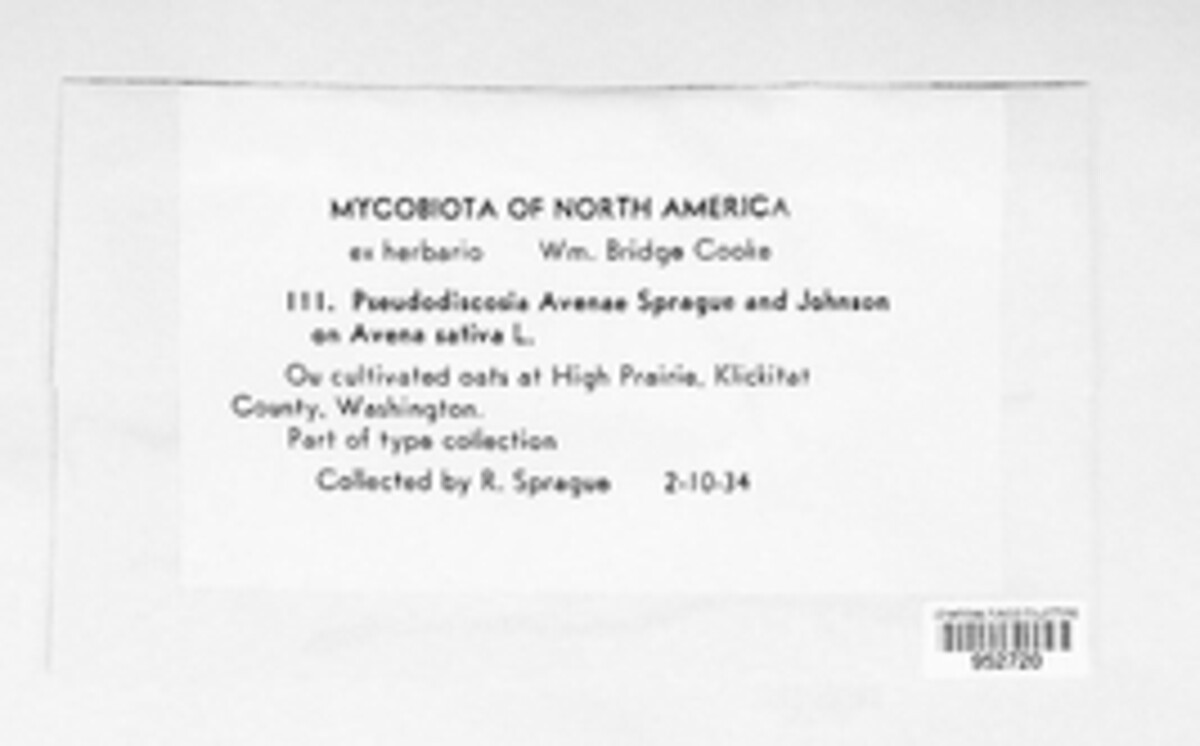 MYCOBIOTA OF NORTH AMERICA
ex herbario Wm. Bridge Cooke
111. Pseudodiscosia Avenae Sprague and Johnson
on Avena sativa L.
Ou cultivated oats at High Prairie, Klickitat
County, Washington.
Part of type collection
Collected by R. Sprague 2-10-34
952720